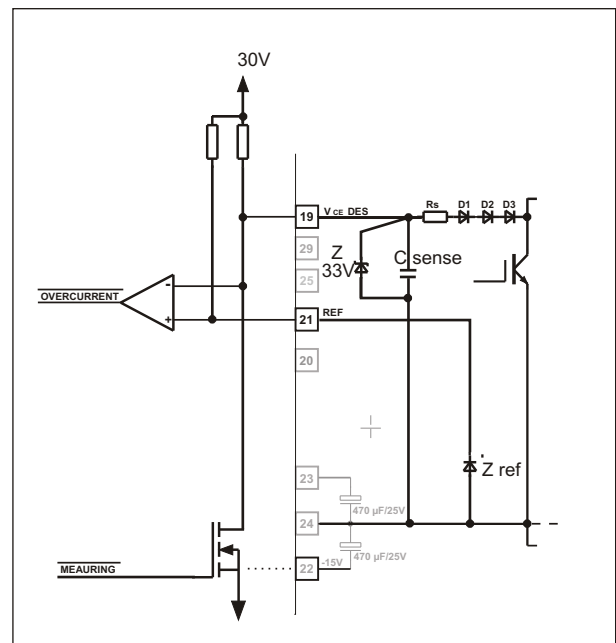 30V
Rs D1 D2 D3
19 VCE DES
29
Z
33V
C sense
25
OVERCURRENT
-
+
21 REF
20
Z ref
23
470 µF/25V
24
470 µF/25V
22 -15V
MEAURING